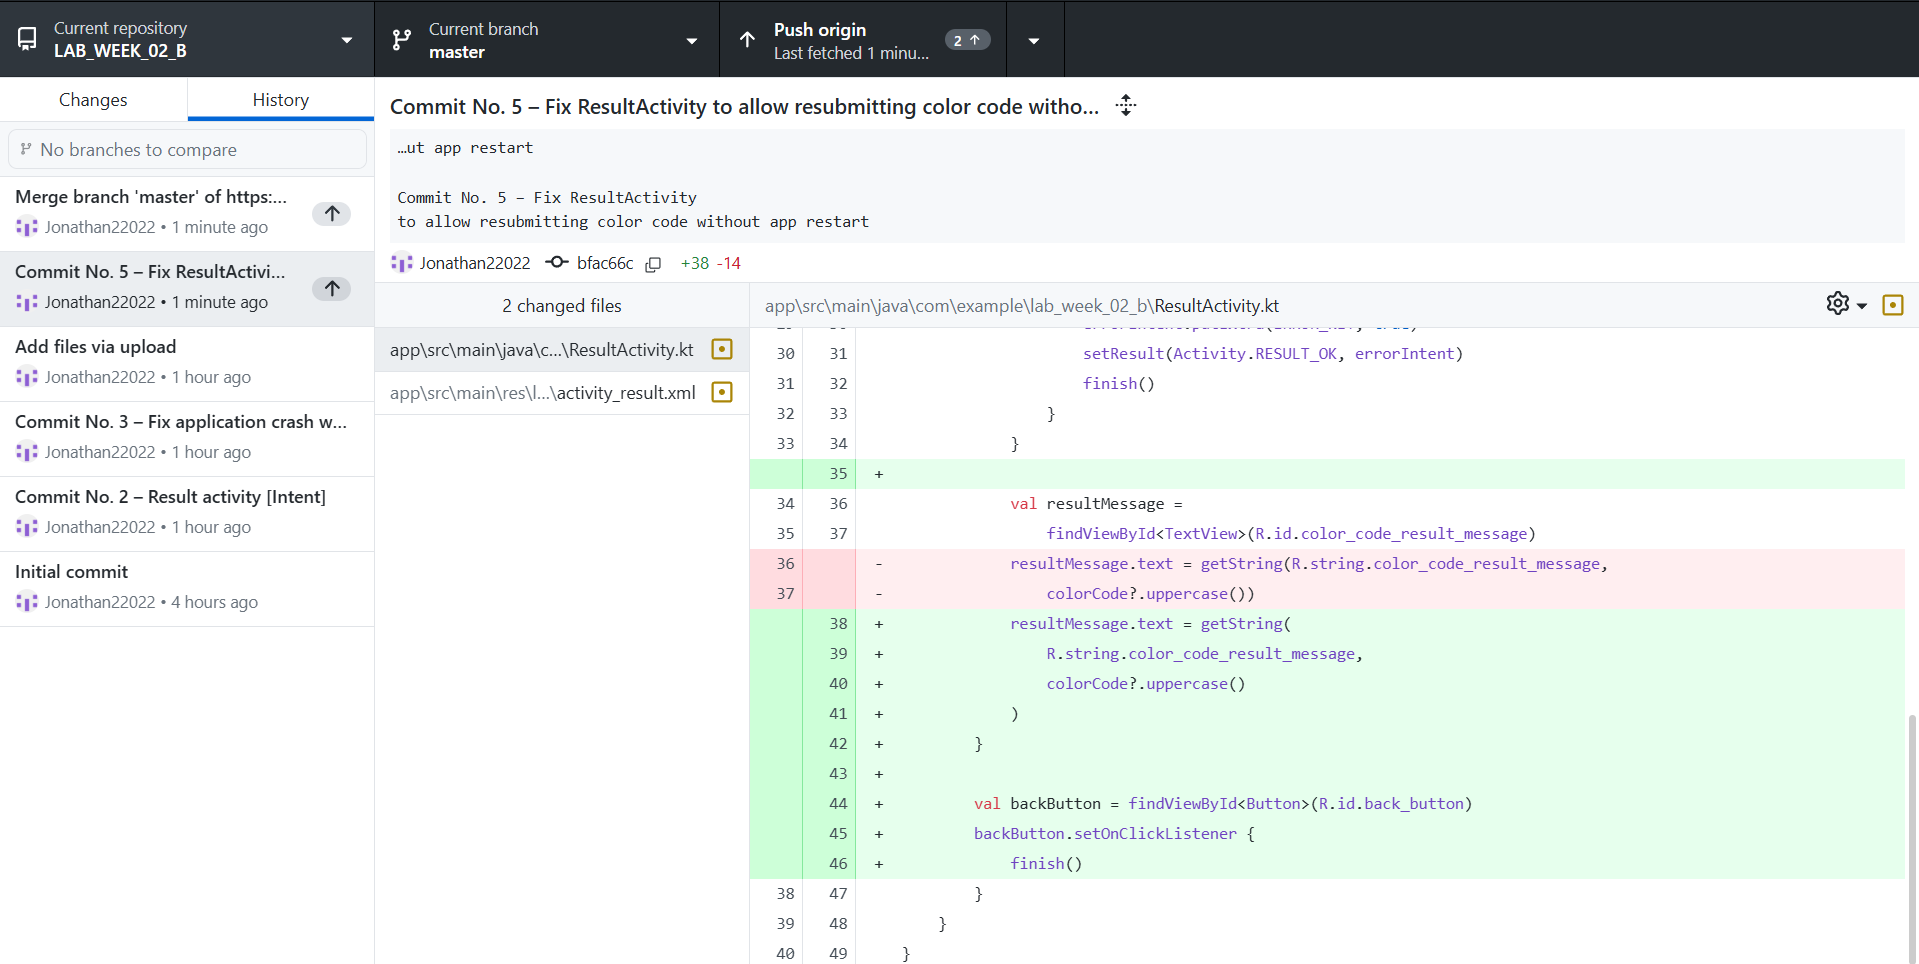 Current repository
LAB_WEEK_02_B
Current branch
master
Push origin
Last fetched 1 minu...
2
Changes
History
No branches to compare
Merge branch 'master' of https:...
Jonathan22022 • 1 minute ago
Commit No. 5 – Fix ResultActivi...
Jonathan22022 • 1 minute ago
Add files via upload
Jonathan22022 • 1 hour ago
Commit No. 3 – Fix application crash w...
Jonathan22022 • 1 hour ago
Commit No. 2 – Result activity [Intent]
Jonathan22022 • 1 hour ago
Initial commit
Jonathan22022 • 4 hours ago
Commit No. 5 – Fix ResultActivity to allow resubmitting color code witho...
…ut app restart
Commit No. 5 – Fix ResultActivity
to allow resubmitting color code without app restart
Jonathan22022 bfac66c +38 -14
2 changed files
app\src\main\java\c...\ResultActivity.kt
app\src\main\res\l...\activity_result.xml
app\src\main\java\com\example\lab_week_02_b\ResultActivity.kt
30 31 setResult(Activity.RESULT_OK, errorIntent)
31 32 finish()
32 33 }
33 34 }
35 +
34 36 val resultMessage =
35 37 findViewById<TextView>(R.id.color_code_result_message)
36 - resultMessage.text = getString(R.string.color_code_result_message,
37 - colorCode?.uppercase())
38 + resultMessage.text = getString(
39 + R.string.color_code_result_message,
40 + colorCode?.uppercase()
41 + )
42 + }
43 +
44 + val backButton = findViewById<Button>(R.id.back_button)
45 + backButton.setOnClickListener {
46 + finish()
38 47 }
39 48 }
40 49 }